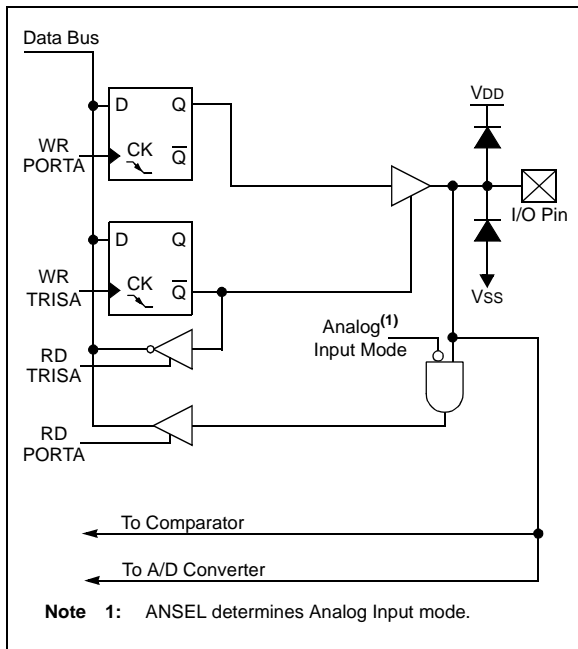 Data Bus
D Q
VDD
WR
PORTA
CK
Q
I/O Pin
D Q
WR
TRISA
CK
Q
VSS
Analog(1)
Input Mode
RD
TRISA
RD
PORTA
To Comparator
To A/D Converter
Note 1: ANSEL determines Analog Input mode.